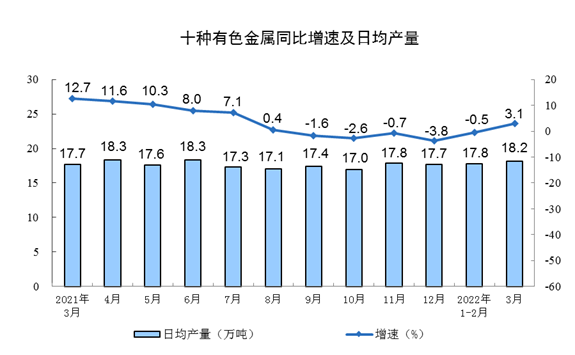 十种有色金属同比增速及日均产量
30
25
20
15
10
5
0
20
10
0
-10
-20
-30
-40
-50
-60
12.7 11.6 10.3 8.0 7.1 0.4 -1.6 -2.6 -0.7 -3.8 -0.5 3.1
17.7 18.3 17.6 18.3 17.3 17.1 17.4 17.0 17.8 17.7 17.8 18.2
2021年 4月 5月 6月 7月 8月 9月 10月 11月 12月 2022年 3月
3月 1-2月
日均产量（万吨） 增速（%）